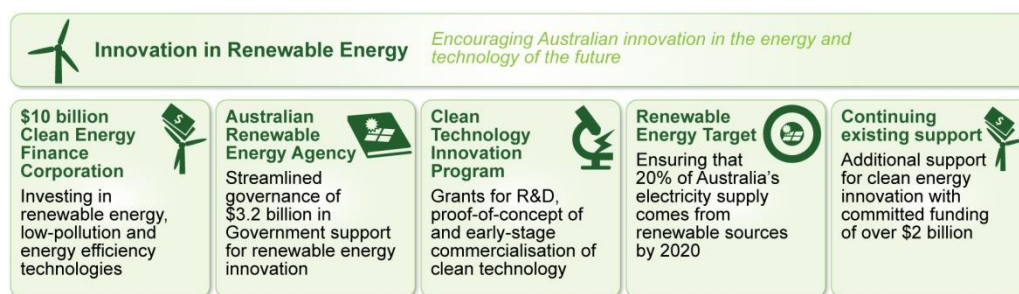 Innovation in Renewable Energy
Encouraging Australian innovation in the energy and
technology of the future
$10 billion
Clean Energy
Finance
Corporation
Investing in
renewable energy,
low-pollution and
energy efficiency
technologies
Australian
Renewable
Energy Agency
Streamlined
governance of
$3.2 billion in
Government support
for renewable energy
innovation
Clean
Technology
Innovation
Program
Grants for R&D,
proof-of-concept of
and early-stage
commercialisation of
clean technology
Renewable
Energy Target
Ensuring that
20% of Australia's
electricity supply
comes from
renewable sources
by 2020
Continuing
existing support
Additional support
for clean energy
innovation with
committed funding
of over $2 billion